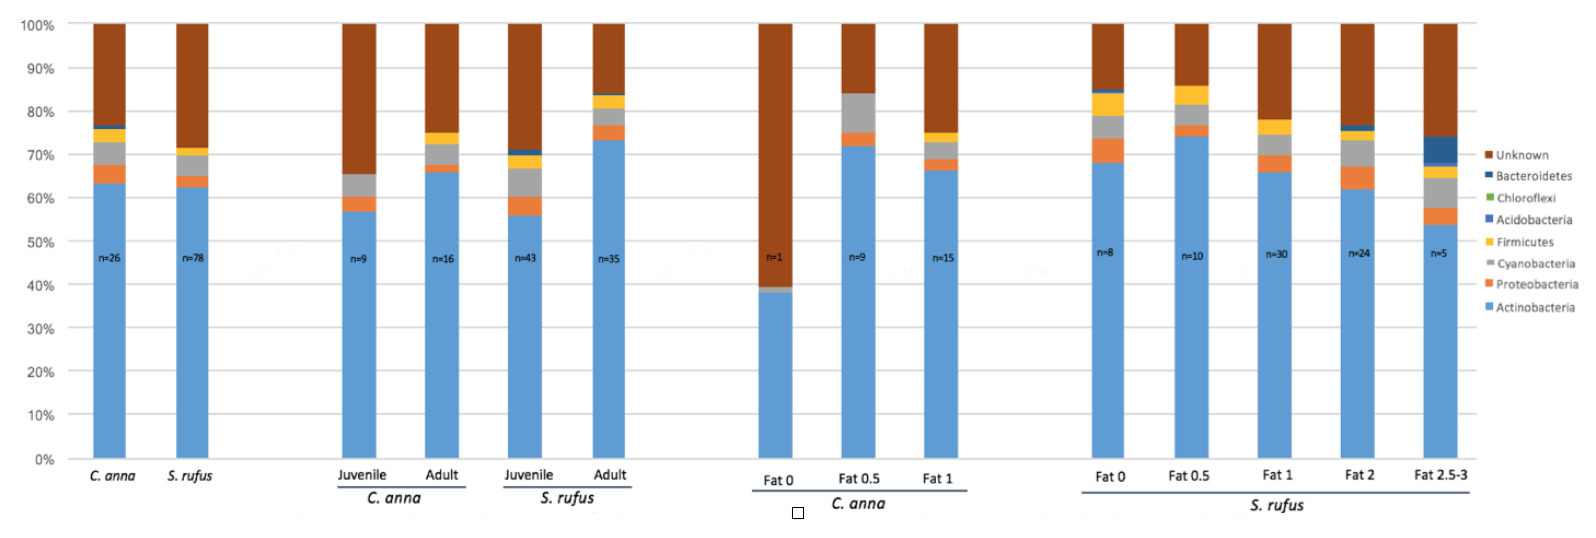 100%
90%
80%
70%
60%
50%
40%
30%
20%
10%
0%
n=26
n=78
n=9
n=16
n=43
n=35
n=1
n=9
n=15
n=8
n=10
n=30
n=24
n=5
Unknown
Bacteroidetes
Chloroflexi
Acidobacteria
Firmicutes
Cyanobacteria
Proteobacteria
Actinobacteria
C. anna
S. rufus
Juvenile
Adult
Juvenile
Adult
C. anna
S. rufus
Fat 0
Fat 0.5
Fat 1
C. anna
Fat 0
Fat 0.5
Fat 1
Fat 2
Fat 2.5-3
S. rufus